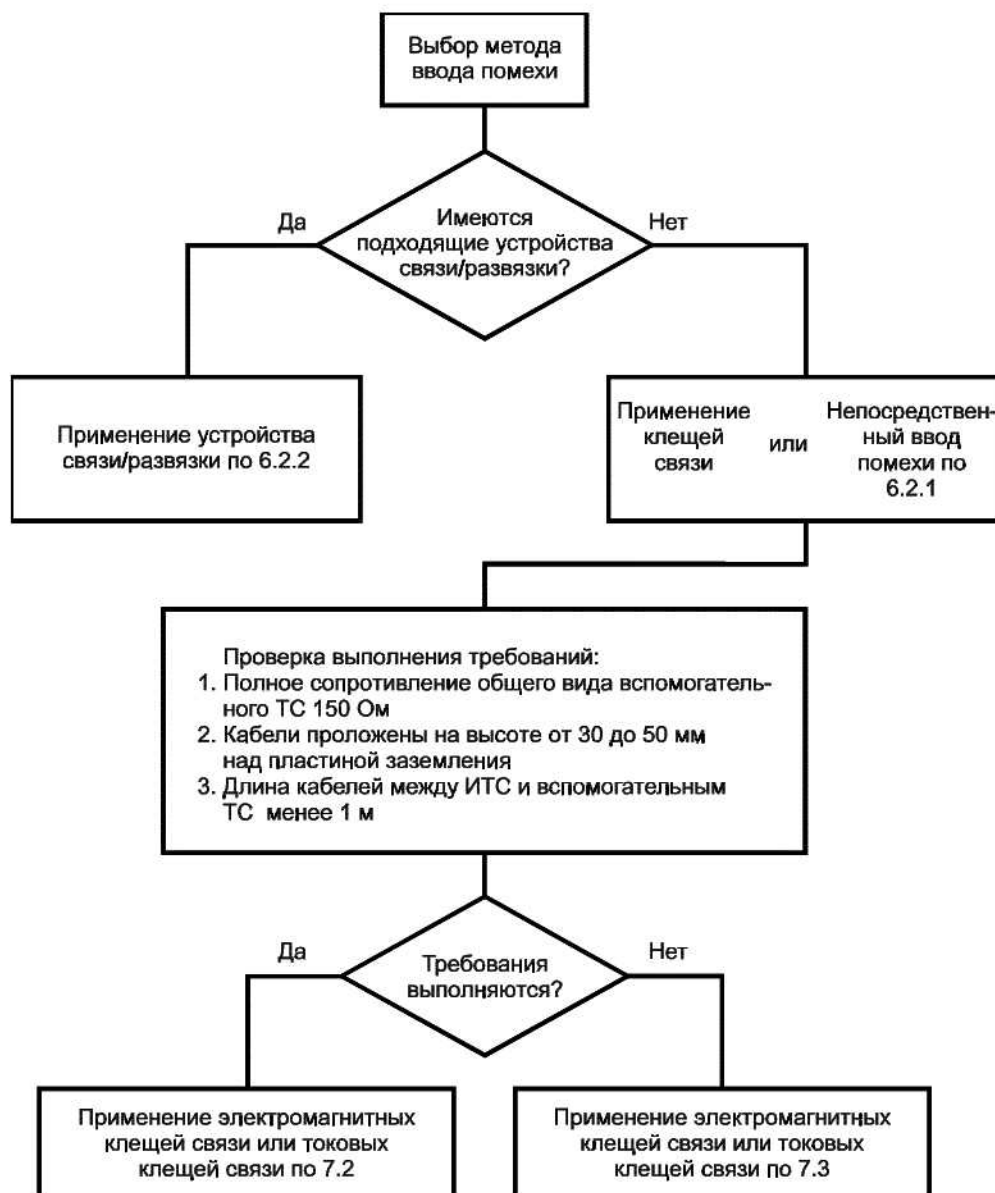 Выбор метода
ввода помехи
Да
Имеются
подходящие устройства
связи/развязки?
Нет
Применение устройства
связи/развязки по 6.2.2
Применение
клещей
связи
или
Непосредствен-
ный ввод
помехи по
6.2.1
Проверка выполнения требований:
1. Полное сопротивление общего вида вспомогатель-
ного ТС 150 Ом
2. Кабели проложены на высоте от 30 до 50 мм
над пластиной заземления
3. Длина кабелей между ИТС и вспомогательным
ТС менее 1 м
Да
Требования
выполняются?
Нет
Применение электромагнитных
клещей связи или токовых
клещей связи по 7.2
Применение электромагнитных
клещей связи или токовых
клещей связи по 7.3